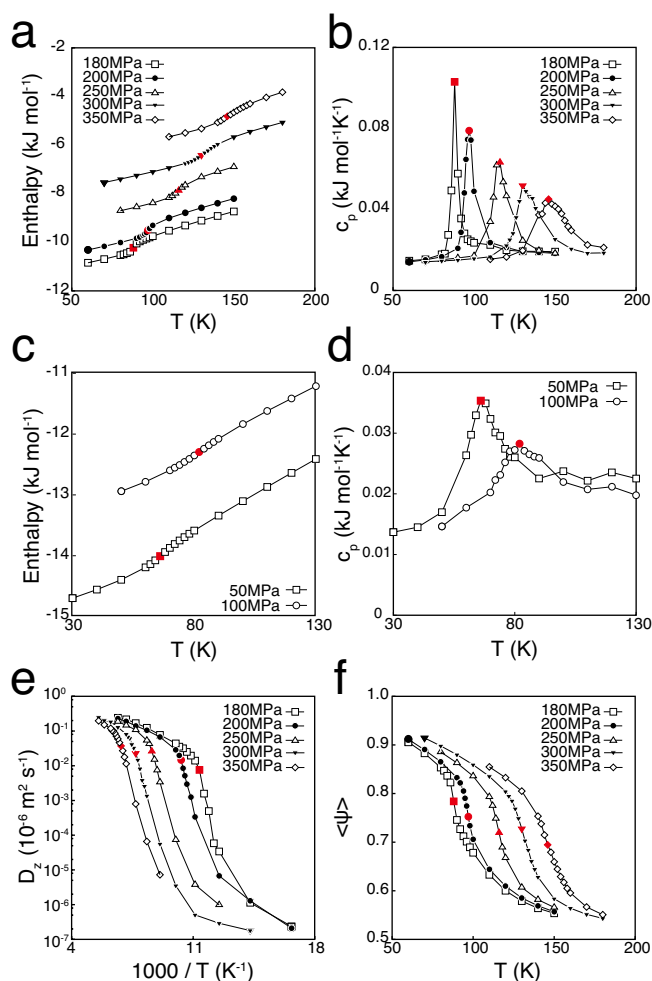 a
Enthalpy (kJ mol⁻¹)
-2
-4
-6
-8
-10
-12
180MPa
200MPa
250MPa
300MPa
350MPa
50 100 150 200
T (K)
b
c_p (kJ mol⁻¹K⁻¹)
0.12
0.08
0.04
0
180MPa
200MPa
250MPa
300MPa
350MPa
50 100 150 200
T (K)
c
Enthalpy (kJ mol⁻¹)
-11
-12
-13
-14
-15
50MPa
100MPa
30 80 130
T (K)
d
c_p (kJ mol⁻¹K⁻¹)
0.04
0.03
0.02
0.01
0
50MPa
100MPa
30 80 130
T (K)
e
D_z (10⁻⁶ m² s⁻¹)
10⁰
10⁻¹
10⁻²
10⁻³
10⁻⁴
10⁻⁵
10⁻⁶
10⁻⁷
180MPa
200MPa
250MPa
300MPa
350MPa
4 11 18
1000 / T (K⁻¹)
f
<ψ>
1.0
0.9
0.8
0.7
0.6
0.5
180MPa
200MPa
250MPa
300MPa
350MPa
50 100 150 200
T (K)